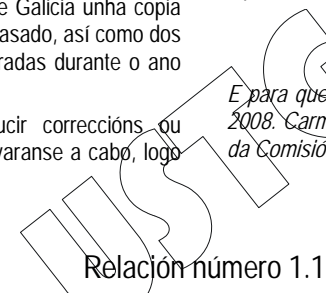 e Galicia unha copia
asado, así como dos
radas durante o ano
ucir correccións ou
varanse a cabo, logo
E para que
2008. Carm
da Comisió
Relación número 1.1